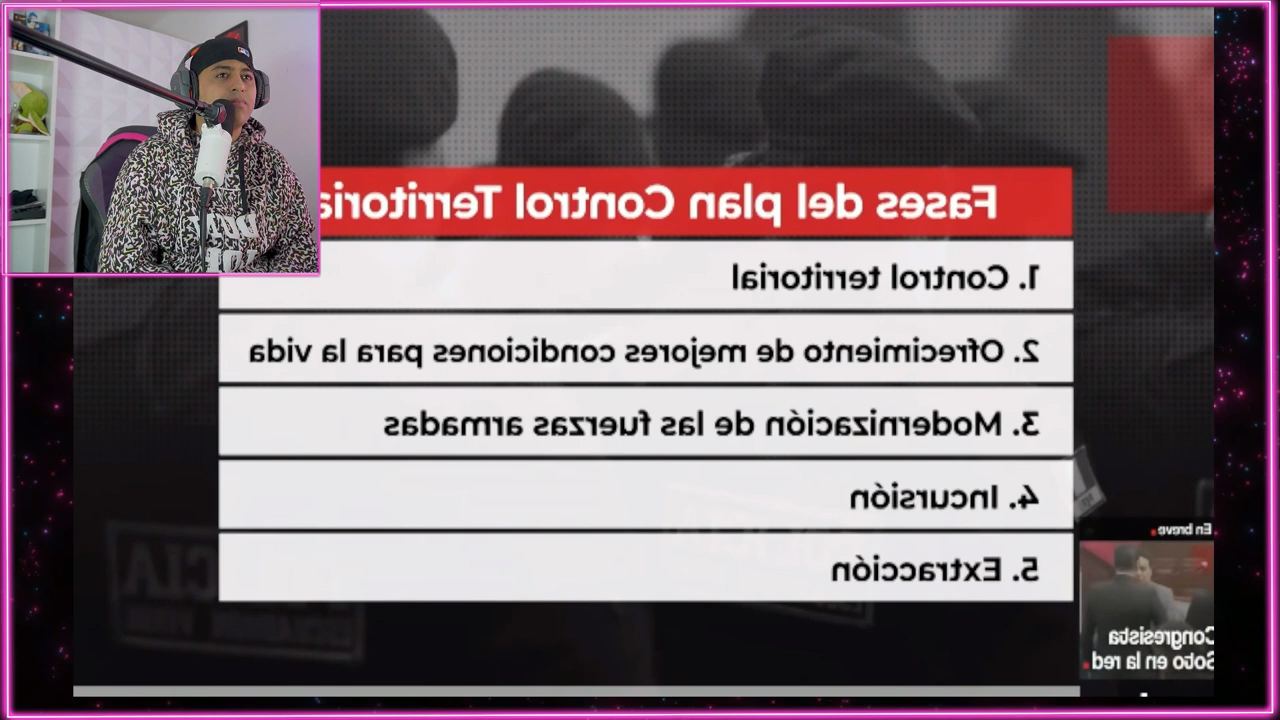 Fases del plan Control Territoria
1. Control territorial
2. Ofrecimiento de mejores condiciones para la vida
3. Modernización de las fuerzas armadas
4. Incursión
5. Extracción
En breve
Congresista
Soto en la red